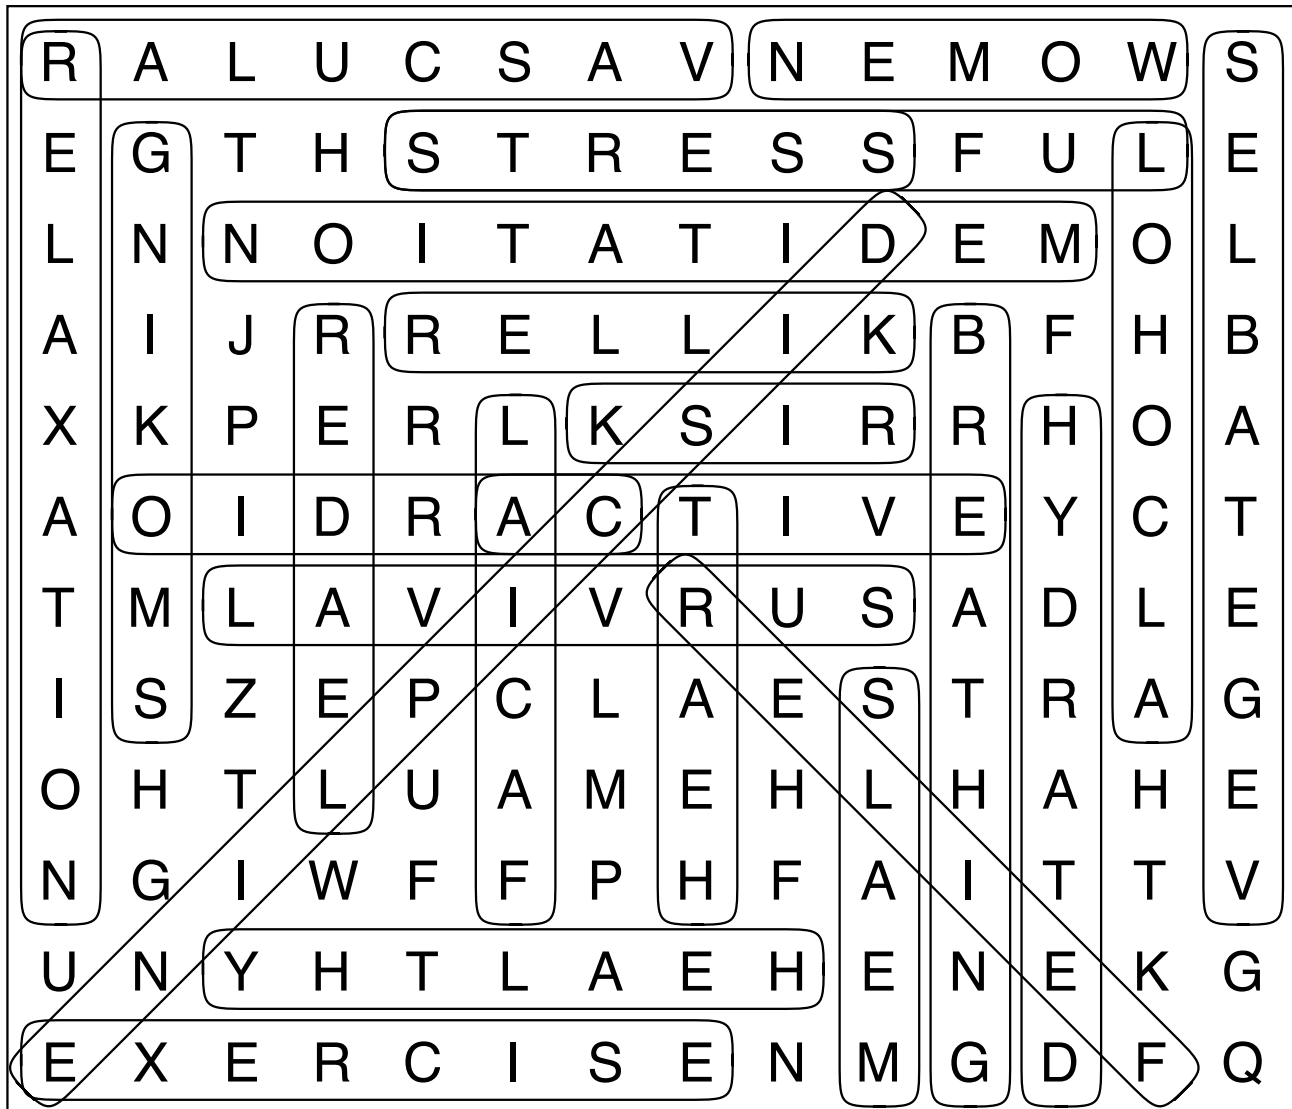 R A L U C S A V N E M O W S
E G T H S T R E S S F U L E
L N N O I T A T I D E M O L
A I J R R E L L I K B F H B
X K P E R L K S I R R H O A
A O I D R A C T I V E Y C T
T M L A V I V R U S A D L E
I S Z E P C L A E S T R A G
O H T L U A M E H L H A H E
N G I W F F P H F A I T T V
U N Y H T L A E H E N E K G
E X E R C I S E N M G D F Q